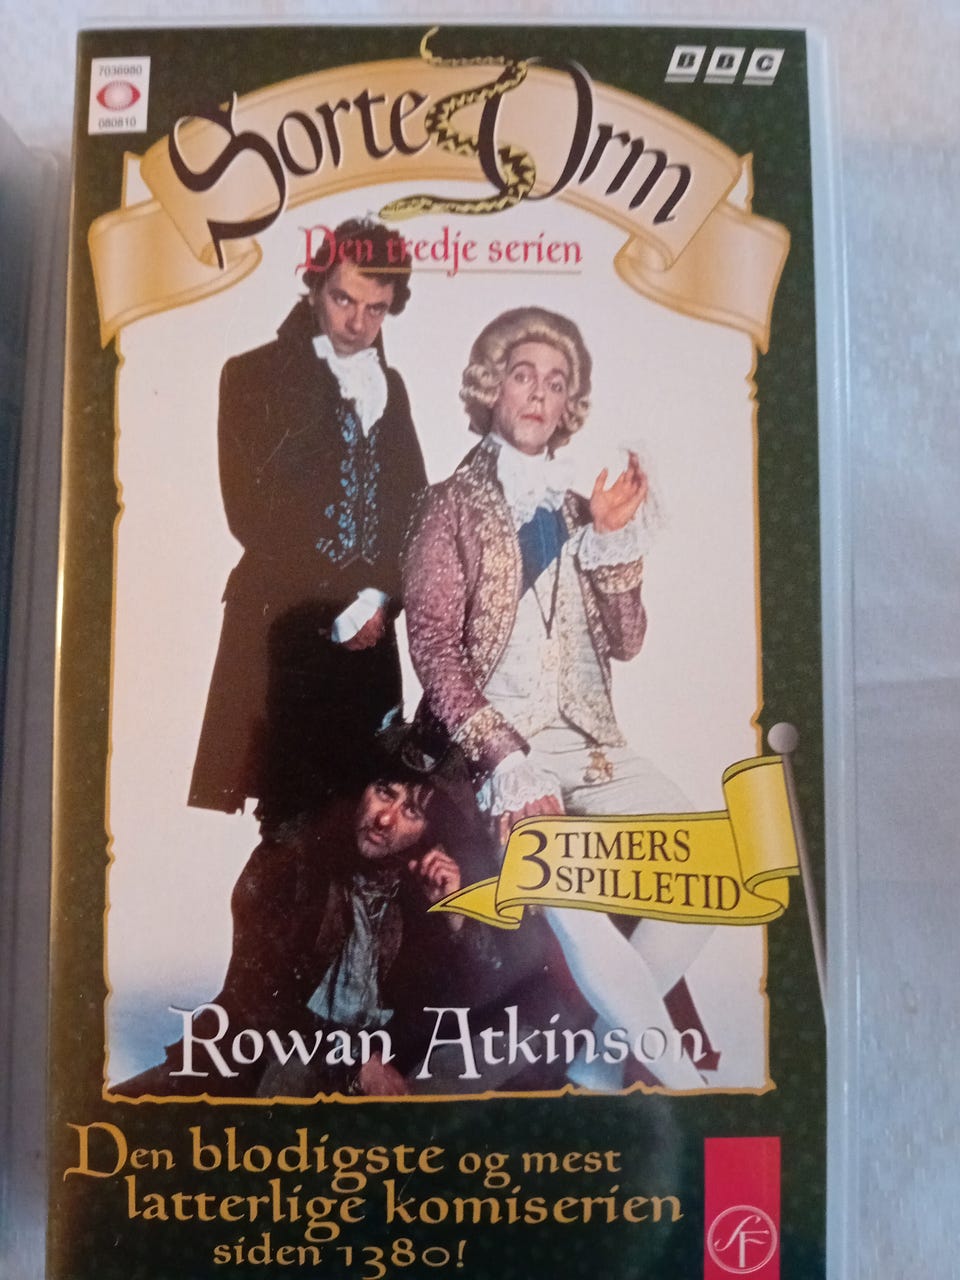 7036980
080810
BBC
Sorte Orm
Den tredje serien
3 TIMERS
SPILLETID
Rowan Atkinson
Den blodigste og mest
latterlige komiserien
siden 1380!
SF